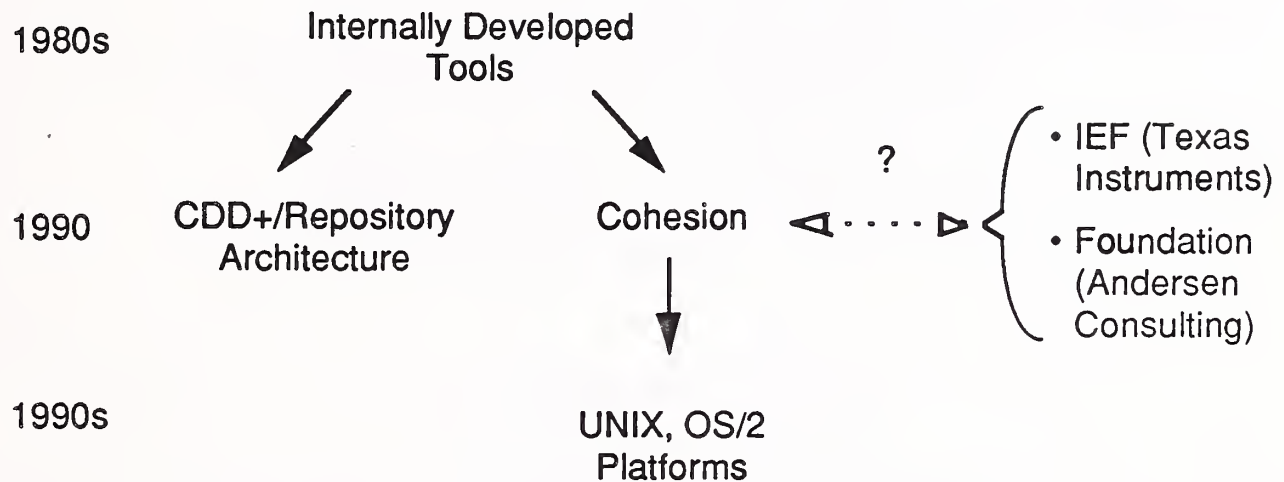 1980s
Internally Developed
Tools
1990
CDD+/Repository
Architecture
Cohesion
?
• IEF (Texas
Instruments)
• Foundation
(Andersen
Consulting)
1990s
UNIX, OS/2
Platforms